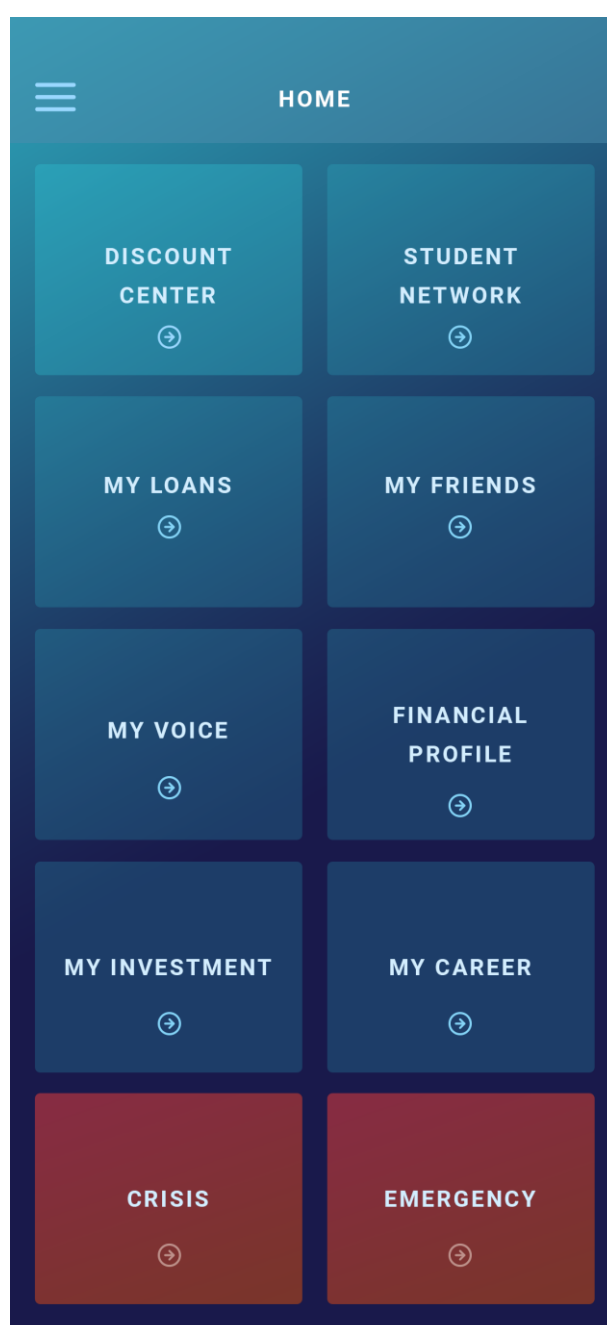 HOME
DISCOUNT
CENTER
STUDENT
NETWORK
MY LOANS
MY FRIENDS
MY VOICE
FINANCIAL
PROFILE
MY INVESTMENT
MY CAREER
CRISIS
EMERGENCY